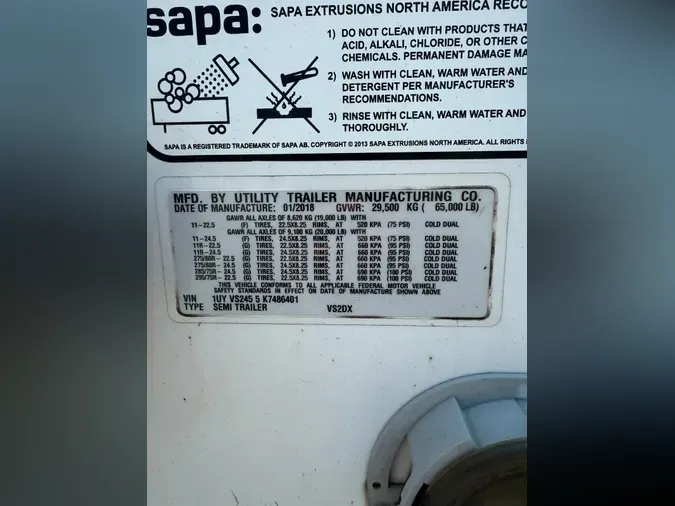 sapa: SAPA EXTRUSIONS NORTH AMERICA RECO
1) DO NOT CLEAN WITH PRODUCTS THAT
ACID, ALKALI, CHLORIDE, OR OTHER C
CHEMICALS. PERMANENT DAMAGE MA
2) WASH WITH CLEAN, WARM WATER AND
DETERGENT PER MANUFACTURER'S
RECOMMENDATIONS.
3) RINSE WITH CLEAN, WARM WATER AND
THOROUGHLY.
SAPA IS A REGISTERED TRADEMARK OF SAPA AB. COPYRIGHT © 2013 SAPA EXTRUSIONS NORTH AMERICA. ALL RIGHTS
MFD. BY UTILITY TRAILER MANUFACTURING CO.
DATE OF MANUFACTURE: 01/2018 GVWR: 29,500 KG ( 65,000 LB)
GAWR ALL AXLES OF 8,620 KG (19,000 LB) WITH
11-22.5 (F) TIRES, 22.5X8.25 RIMS, AT 520 KPA (75 PSI) COLD DUAL
GAWR ALL AXLES OF 9,100 KG (20,000 LB) WITH
11-24.5 (F) TIRES, 24.5X8.25 RIMS, AT 520 KPA (75 PSI) COLD DUAL
11R-22.5 (G) TIRES, 22.5X8.25 RIMS, AT 660 KPA (95 PSI) COLD DUAL
11R-24.5 (G) TIRES, 24.5X8.25 RIMS, AT 660 KPA (95 PSI) COLD DUAL
275/80R-22.5 (G) TIRES, 22.5X8.25 RIMS, AT 660 KPA (95 PSI) COLD DUAL
275/80R-24.5 (G) TIRES, 24.5X8.25 RIMS, AT 660 KPA (95 PSI) COLD DUAL
285/75R-24.5 (G) TIRES, 24.5X8.25 RIMS, AT 690 KPA (100 PSI) COLD DUAL
295/75R-22.5 (G) TIRES, 22.5X8.25 RIMS, AT 690 KPA (100 PSI) COLD DUAL
THIS VEHICLE CONFORMS TO ALL APPLICABLE FEDERAL MOTOR VEHICLE
SAFETY STANDARDS IN EFFECT ON DATE OF MANUFACTURE SHOWN ABOVE
VIN 1UY VS245 5 K7486401
TYPE SEMI TRAILER VS2DX